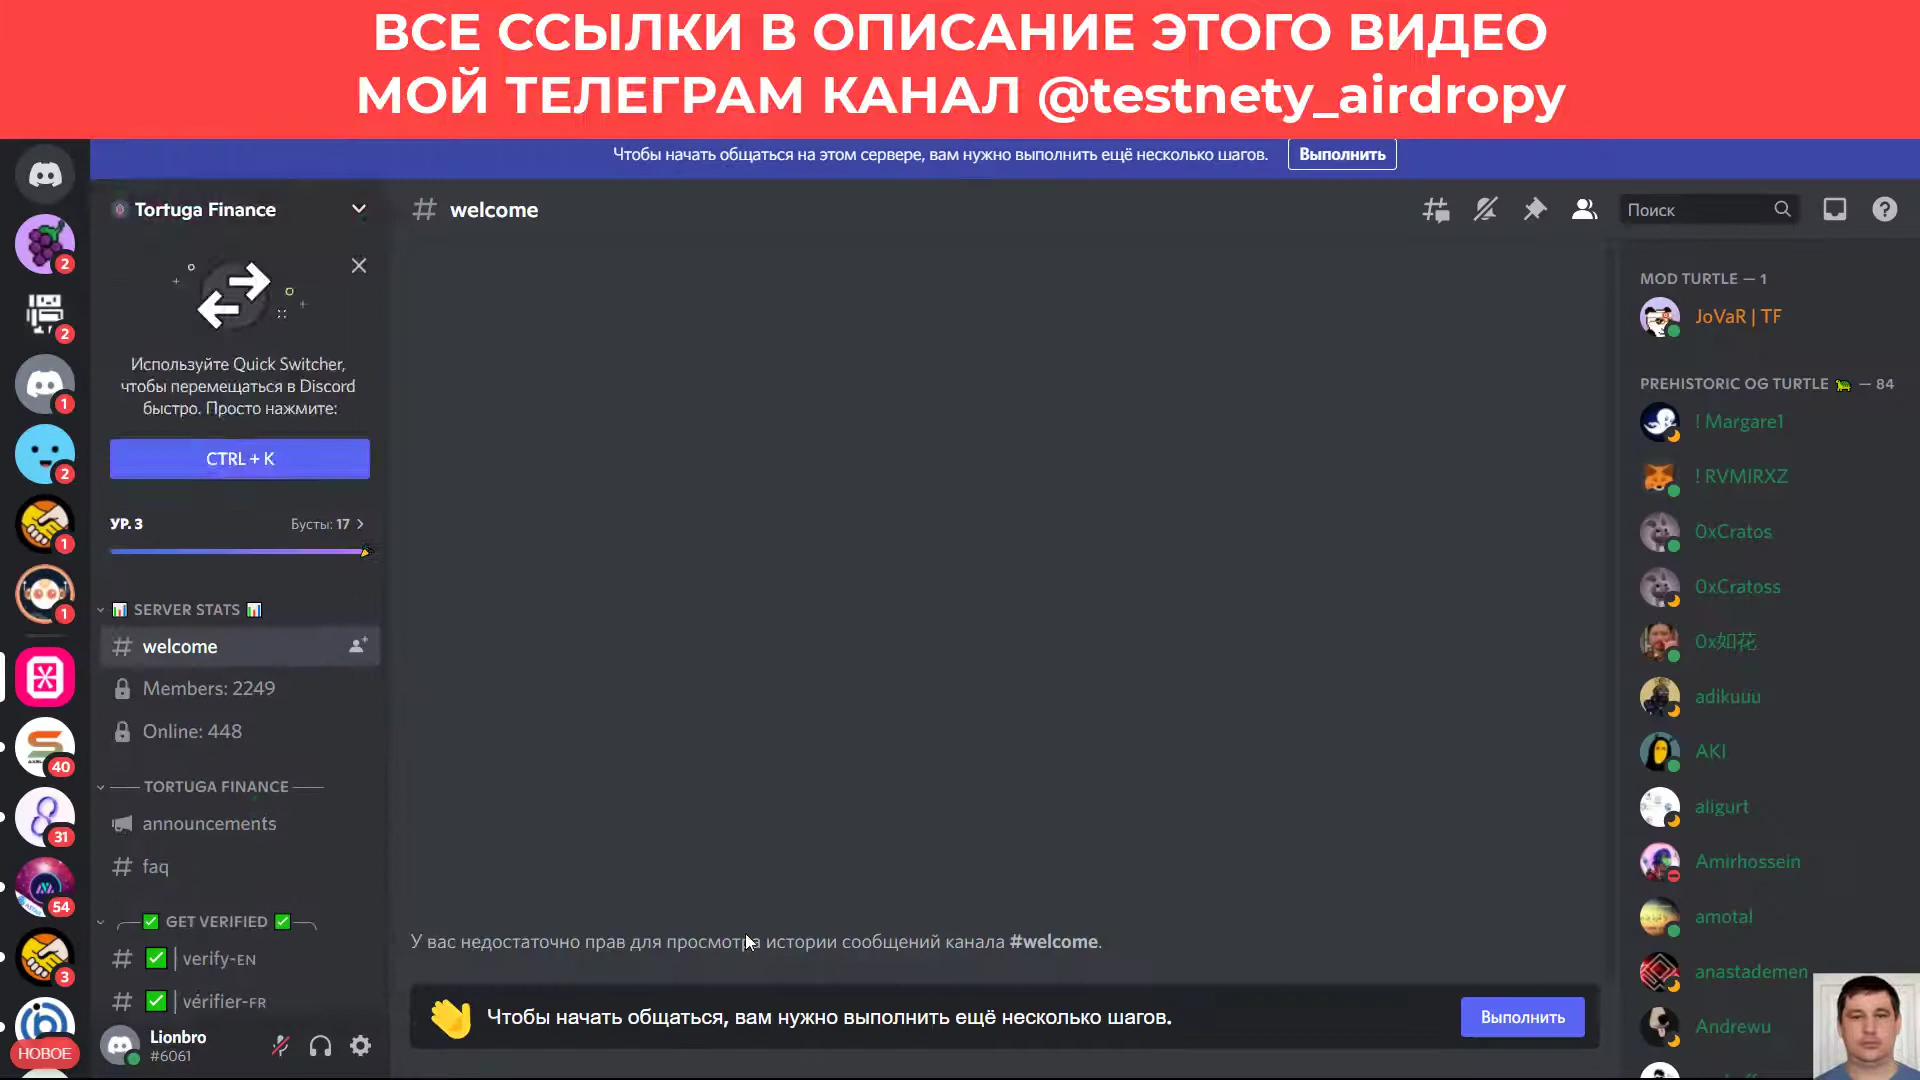 ВСЕ ССЫЛКИ В ОПИСАНИЕ ЭТОГО ВИДЕО
МОЙ ТЕЛЕГРАМ КАНАЛ @testnety_airdropy
Чтобы начать общаться на этом сервере, вам нужно выполнить ещё несколько шагов.
Выполнить
Tortuga Finance
# welcome
Поиск
2
2
1
2
1
1
40
31
54
3
НОВОЕ
Используйте Quick Switcher,
чтобы перемещаться в Discord
быстро. Просто нажмите:
CTRL + K
УР. 3
Бусты: 17
SERVER STATS
# welcome
Members: 2249
Online: 448
TORTUGA FINANCE
announcements
# faq
GET VERIFIED
# ✅ | verify-EN
# ✅ | vérifier-FR
Lionbro
#6061
У вас недостаточно прав для просмотра истории сообщений канала #welcome.
Чтобы начать общаться, вам нужно выполнить ещё несколько шагов.
Выполнить
MOD TURTLE — 1
JoVaR | TF
PREHISTORIC OG TURTLE 🐢 — 84
! Margare1
! RVMIRXZ
0xCratos
0xCratoss
0x如花
adikuuu
AKI
aligurt
Amirhossein
amotal
anastademen
Andrewu